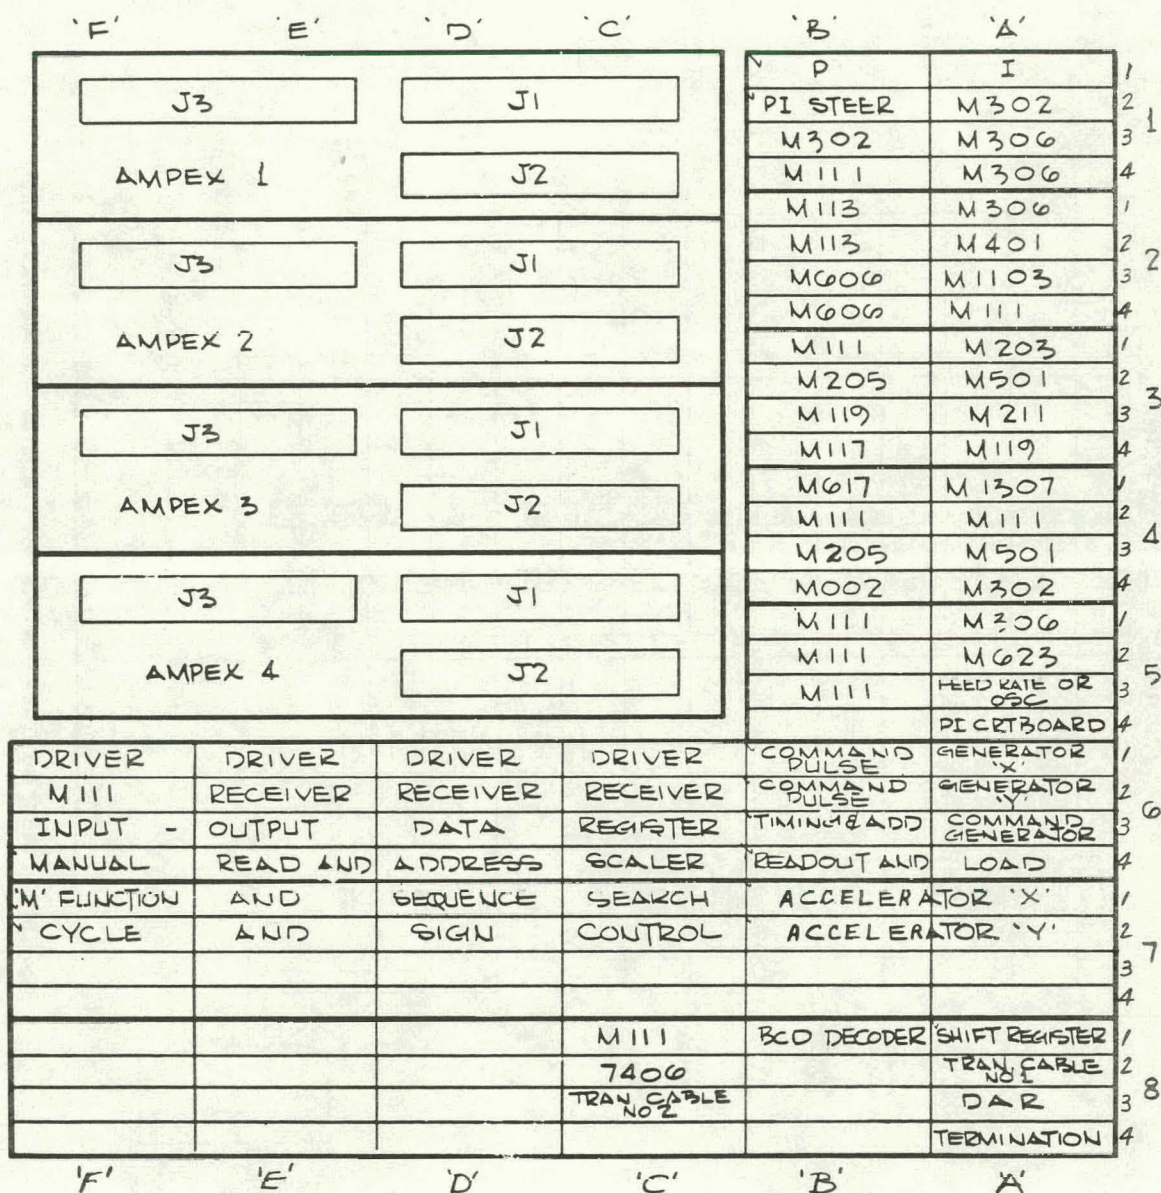 'F' 'E' 'D' 'C' 'B' 'A'
J3 J1
AMPEX 1 J2
J3 J1
AMPEX 2 J2
J3 J1
AMPEX 3 J2
J3 J1
AMPEX 4 J2
P I 1
PI STEER M302 2 1
M302 M306 3
M111 M306 4
M113 M306 1
M113 M401 2 2
M606 M1103 3
M606 M111 4
M111 M203 1
M205 M501 2 3
M119 M211 3
M117 M119 4
M617 M1307 1
M111 M111 2 4
M205 M501 3
M002 M302 4
M111 M206 1
M111 M623 2 5
M111 FEED RATE OR OSC 3
PI CRTBOARD 4
DRIVER DRIVER DRIVER DRIVER COMMAND PULSE GENERATOR 'X' 1
M111 RECEIVER RECEIVER RECEIVER COMMAND PULSE GENERATOR 'Y' 2 6
INPUT - OUTPUT DATA REGISTER TIMING & ADD COMMAND GENERATOR 3
MANUAL READ AND ADDRESS SCALER READOUT AND LOAD 4
'M' FUNCTION AND SEQUENCE SEARCH ACCELERATOR 'X' 1
CYCLE AND SIGN CONTROL ACCELERATOR 'Y' 2 7
3
4
M111 BCD DECODER SHIFT REGISTER 1
7406 TRAN CABLE NO1 2 8
TRAN CABLE NO2 DAR 3
TERMINATION 4
'F' 'E' 'D' 'C' 'B' 'A'